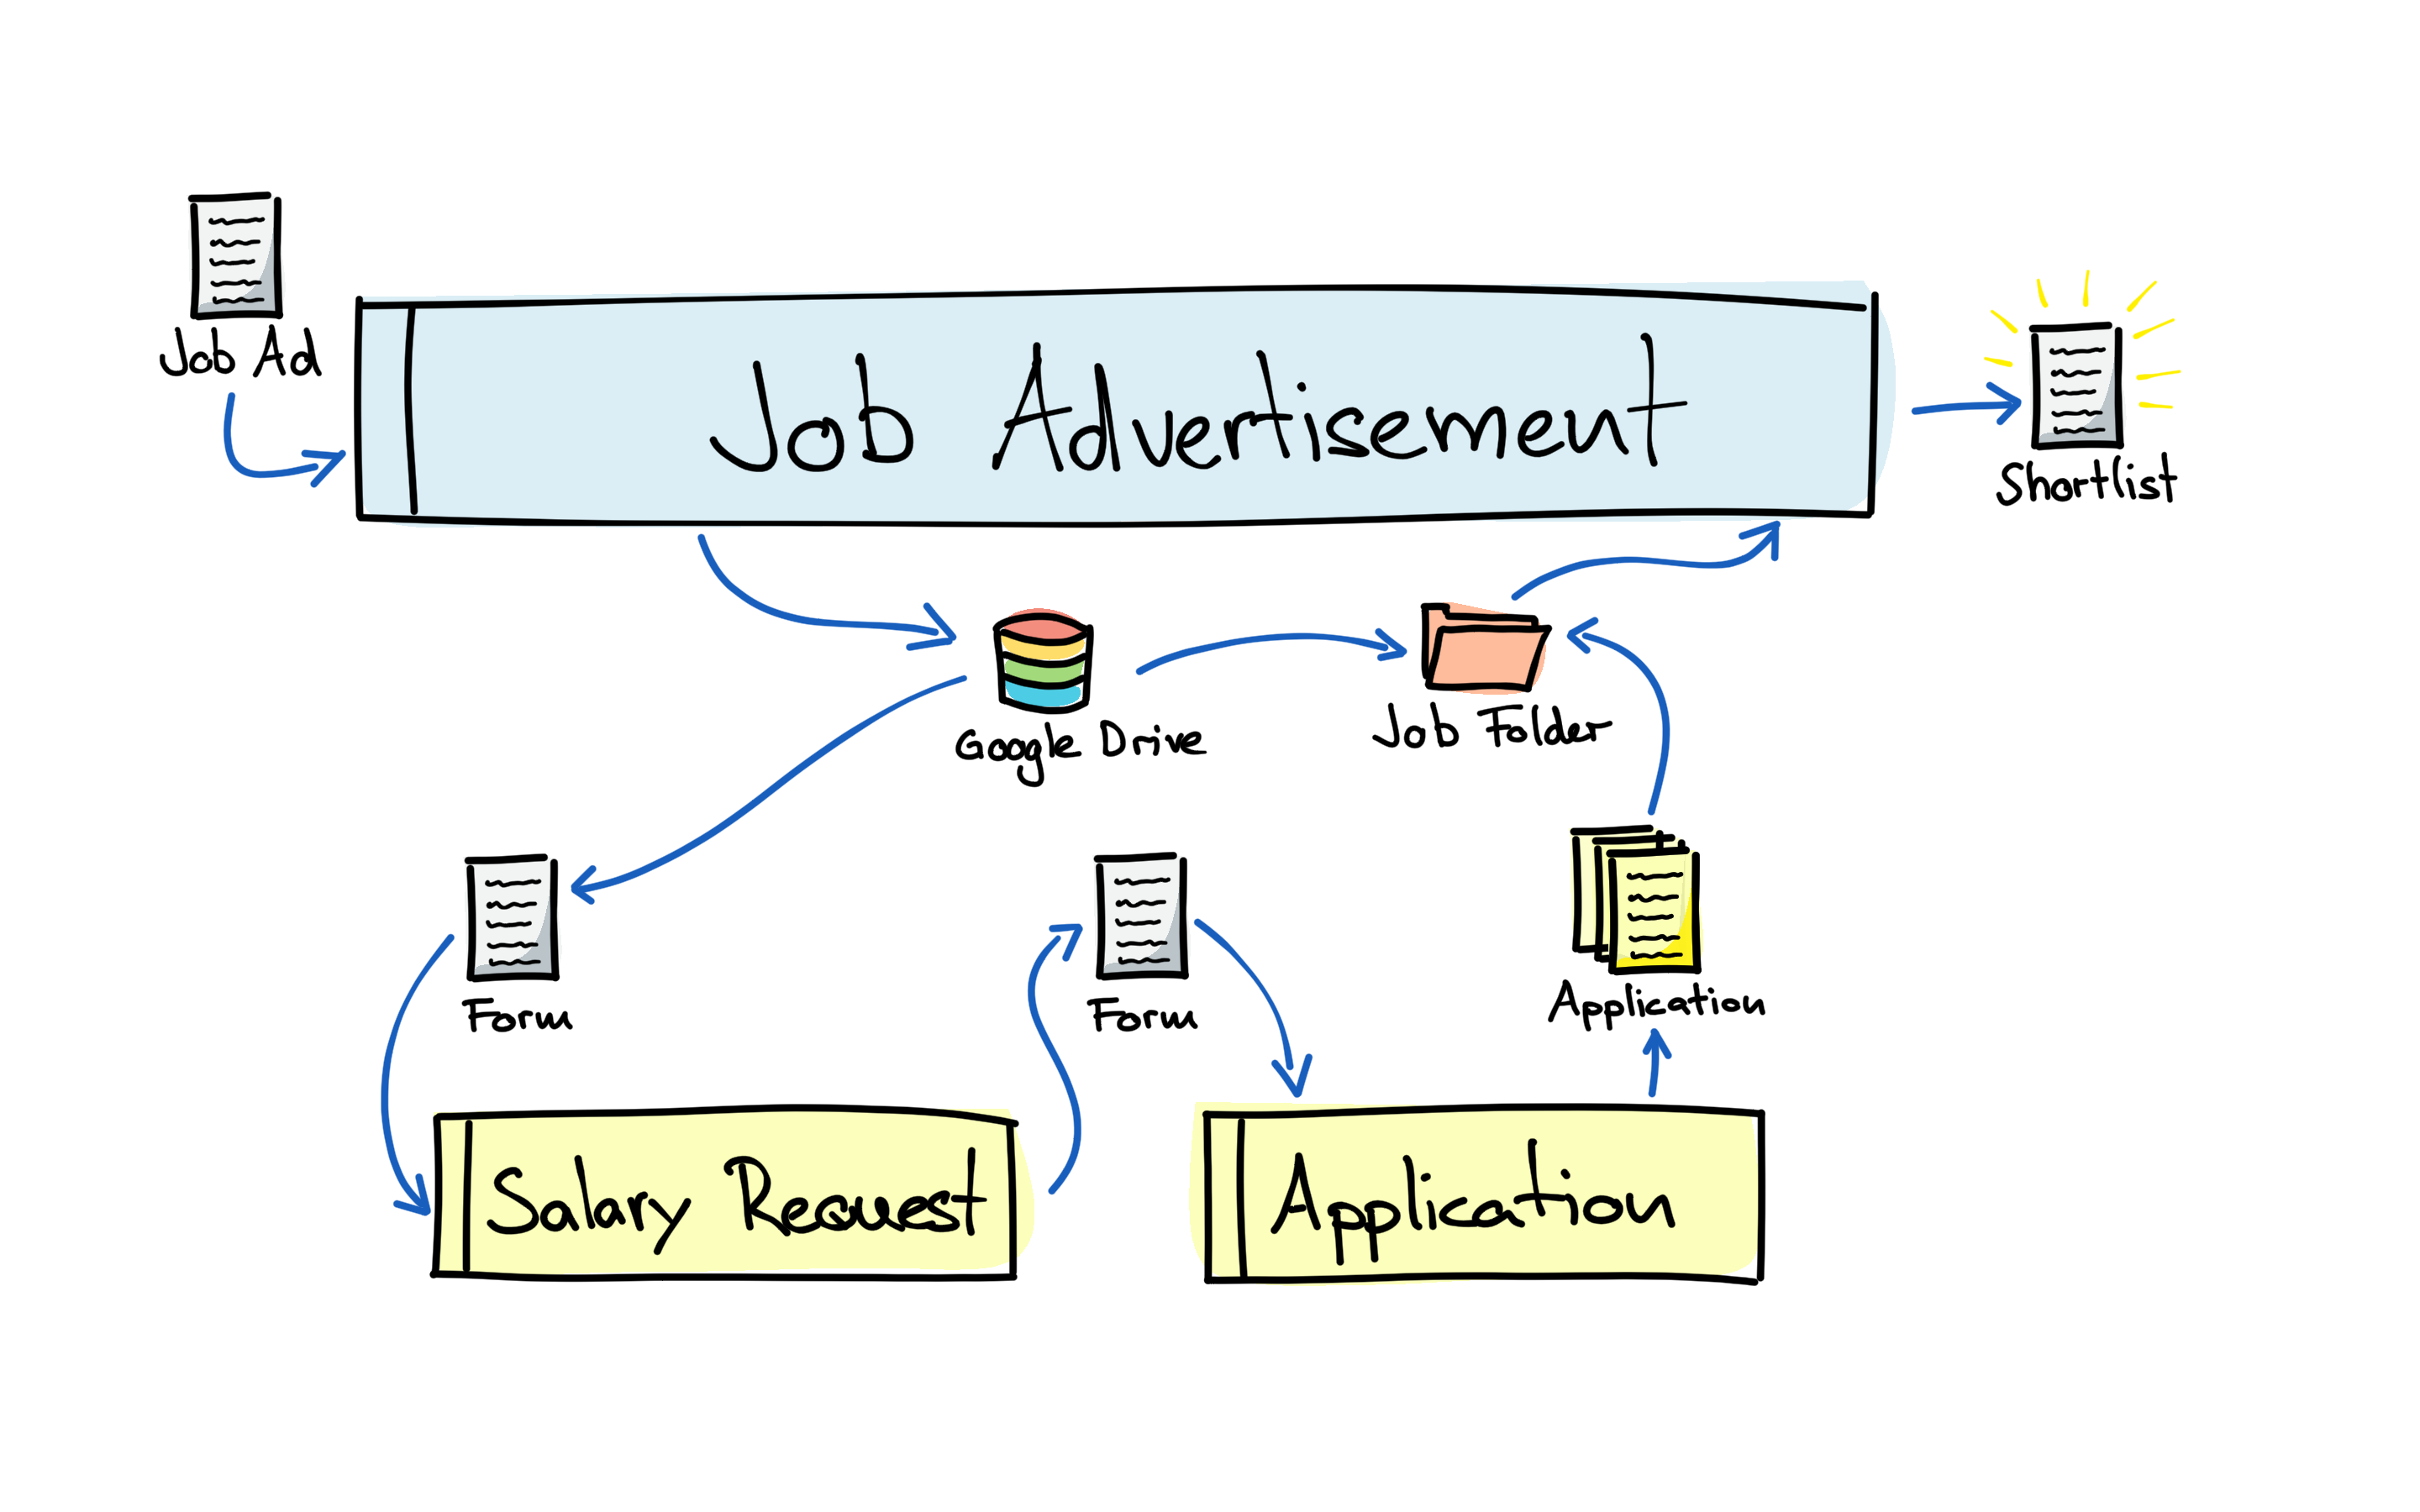 Job Ad
Job Advertisement
Shortlist
Google Drive
Job Folder
Form
Form
Application
Salary Request
Application